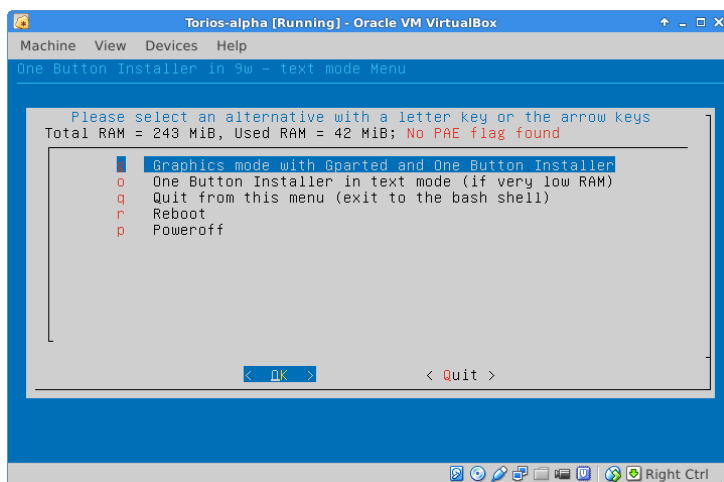 Torios-alpha [Running] - Oracle VM VirtualBox
Machine View Devices Help
One Button Installer in 9w - text mode Menu
Please select an alternative with a letter key or the arrow keys
Total RAM = 243 MiB, Used RAM = 42 MiB; No PAE flag found
Graphics mode with Gparted and One Button Installer
o One Button Installer in text mode (if very low RAM)
q Quit from this menu (exit to the bash shell)
r Reboot
p Poweroff
< OK > < Quit >
Right Ctrl